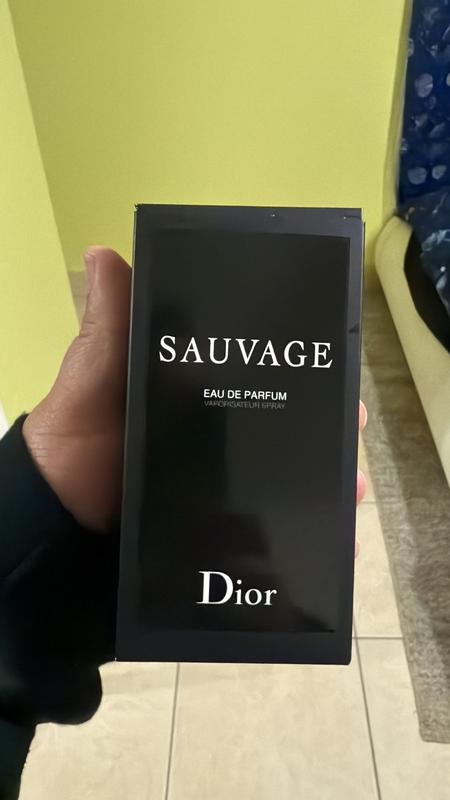 SAUVAGE
EAU DE PARFUM
VAPORISATEUR SPRAY
Dior